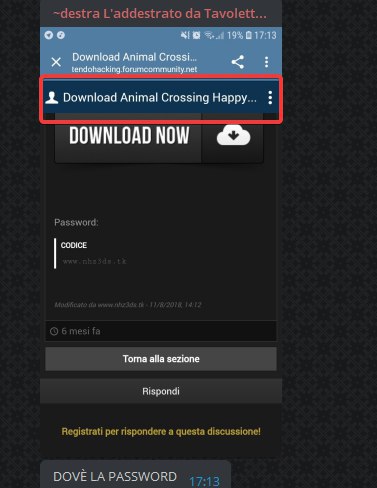 ~destra L'addestrato da Tavolett...
19% 17:13
Download Animal Crossi...
tendohacking.forumcommunity.net
Download Animal Crossing Happy...
DOWNLOAD NOW
Password:
CODICE
www.nhz3ds.tk
Modificato da www.nhz3ds.tk - 11/8/2018, 14:12
6 mesi fa
Torna alla sezione
Rispondi
Registrati per rispondere a questa discussione!
DOVÈ LA PASSWORD 17:13